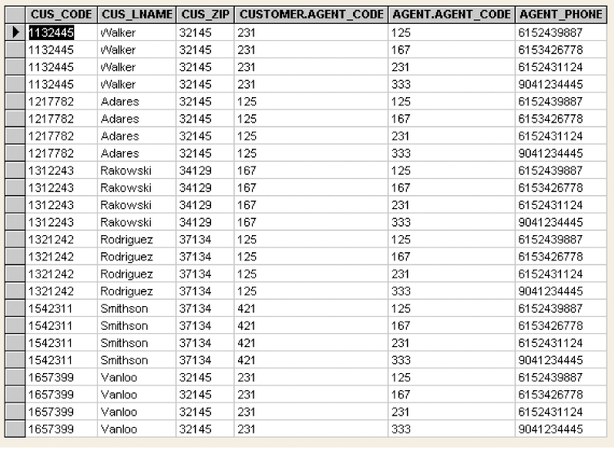 CUS_CODE CUS_LNAME CUS_ZIP CUSTOMER.AGENT_CODE AGENT.AGENT_CODE AGENT_PHONE
1132445 Walker 32145 231 125 6152439887
1132445 Walker 32145 231 167 6153426778
1132445 Walker 32145 231 231 6152431124
1132445 Walker 32145 231 333 9041234445
1217782 Adares 32145 125 125 6152439887
1217782 Adares 32145 125 167 6153426778
1217782 Adares 32145 125 231 6152431124
1217782 Adares 32145 125 333 9041234445
1312243 Rakowski 34129 167 125 6152439887
1312243 Rakowski 34129 167 167 6153426778
1312243 Rakowski 34129 167 231 6152431124
1312243 Rakowski 34129 167 333 9041234445
1321242 Rodriguez 37134 125 125 6152439887
1321242 Rodriguez 37134 125 167 6153426778
1321242 Rodriguez 37134 125 231 6152431124
1321242 Rodriguez 37134 125 333 9041234445
1542311 Smithson 37134 421 125 6152439887
1542311 Smithson 37134 421 167 6153426778
1542311 Smithson 37134 421 231 6152431124
1542311 Smithson 37134 421 333 9041234445
1657399 Vanloo 32145 231 125 6152439887
1657399 Vanloo 32145 231 167 6153426778
1657399 Vanloo 32145 231 231 6152431124
1657399 Vanloo 32145 231 333 9041234445